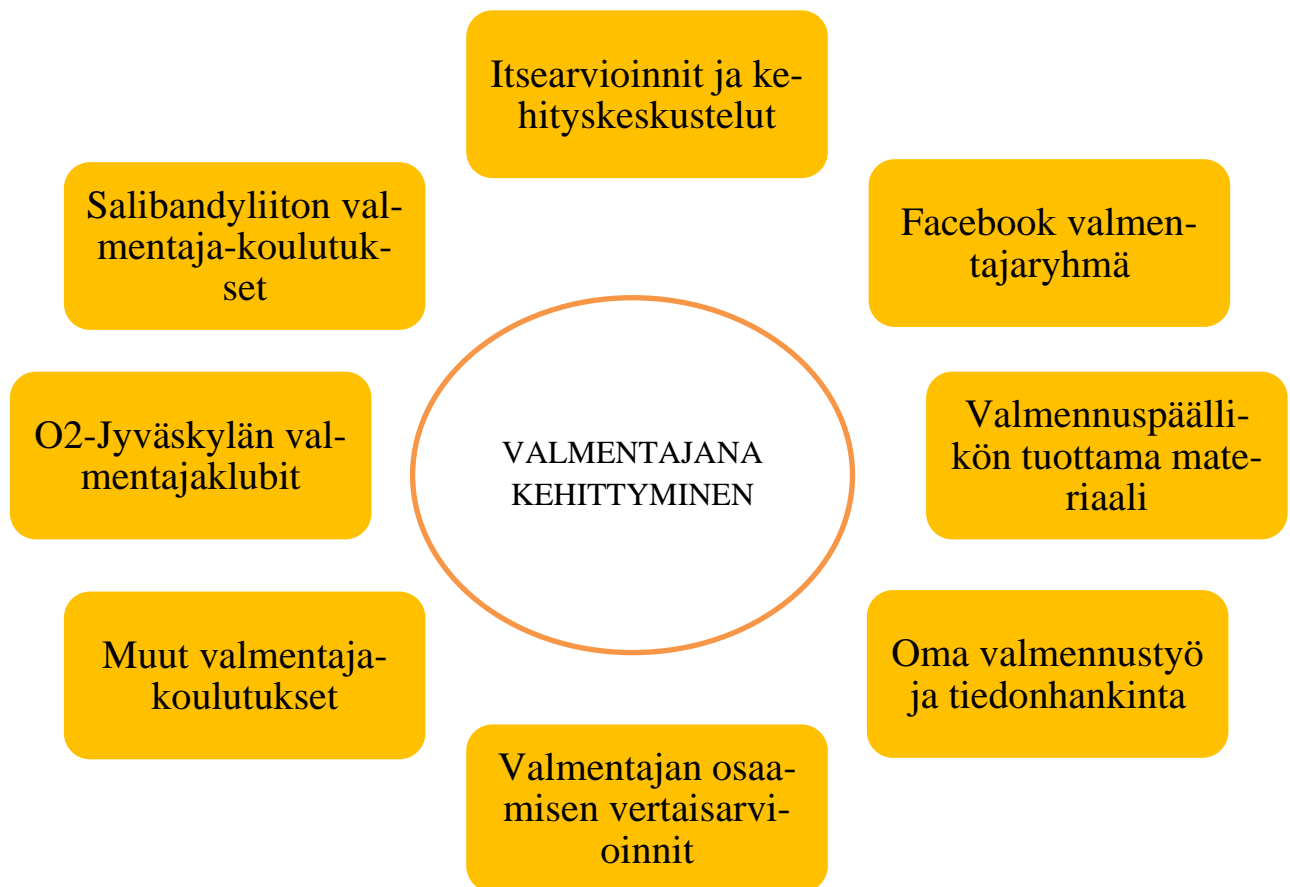 Itsearvioinnit ja ke-
hityskeskustelut
Salibandyliiton val-
mentaja-koulutuk-
set
Facebook valmen-
tajaryhmä
O2-Jyväskylän val-
mentajaklubit
VALMENTAJANA
KEHITTYMINEN
Valmennuspäälli-
kön tuottama mate-
riaali
Muut valmentaja-
koulutukset
Oma valmennustyö
ja tiedonhankinta
Valmentajan osaa-
misen vertaisarvi-
oinnit